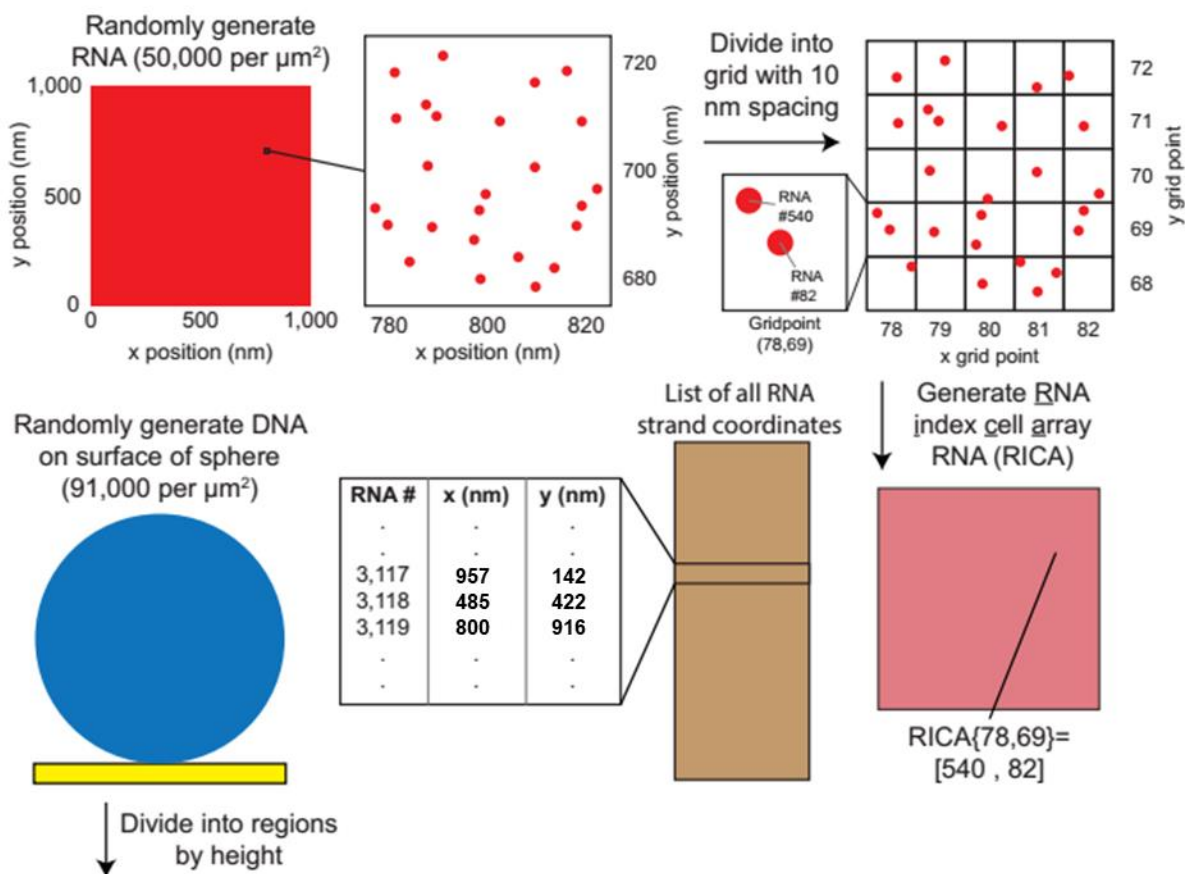 Randomly generate
RNA (50,000 per µm²)
1,000
500
0
y position (nm)
0
500
1,000
x position (nm)
720
700
680
y position (nm)
780
800
820
x position (nm)
Divide into
grid with 10
nm spacing
RNA
#540
RNA
#82
Gridpoint
(78,69)
72
71
70
69
68
y grid point
78
79
80
81
82
x grid point
Randomly generate DNA
on surface of sphere
(91,000 per µm²)
Divide into regions
by height
RNA # x (nm) y (nm)
. . .
. . .
3,117 957 142
3,118 485 422
3,119 800 916
. . .
. . .
List of all RNA
strand coordinates
Generate RNA
index cell array
RNA (RICA)
RICA{78,69}=
[540 , 82]